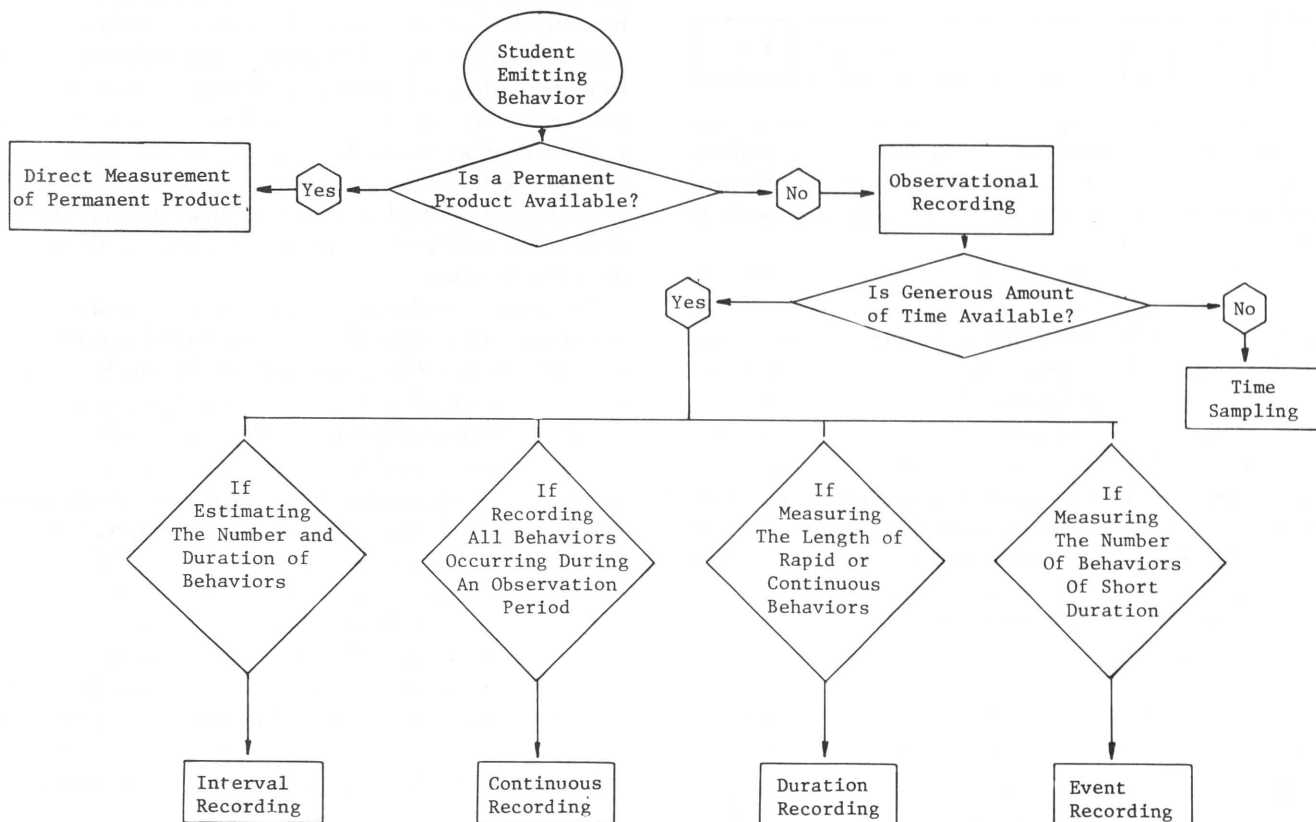 Student
Emitting
Behavior
Direct Measurement
of Permanent Product
Yes
Is a Permanent
Product Available?
No
Observational
Recording
Yes
Is Generous Amount
of Time Available?
No
Time
Sampling
If
Estimating
The Number and
Duration of
Behaviors
If
Recording
All Behaviors
Occurring During
An Observation
Period
If
Measuring
The Length of
Rapid or
Continuous
Behaviors
If
Measuring
The Number
Of Behaviors
Of Short
Duration
Interval
Recording
Continuous
Recording
Duration
Recording
Event
Recording